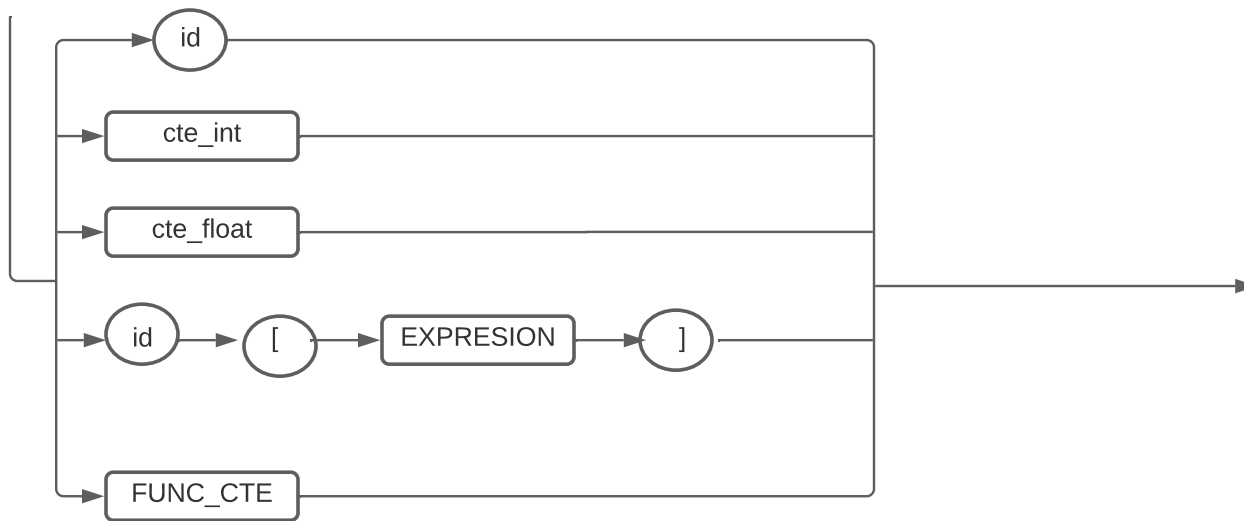 id
cte_int
cte_float
id [ EXPRESION ]
FUNC_CTE